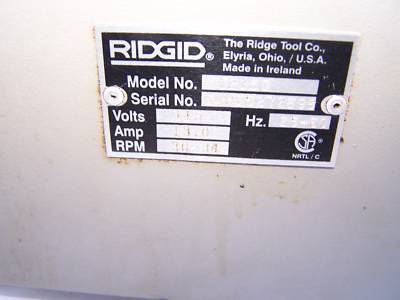 RIDGID®
The Ridge Tool Co.,
Elyria, Ohio, / U.S.A.
Made in Ireland
Model No.
Serial No.
Volts Hz.
Amp 13.0
RPM
NRTL / C